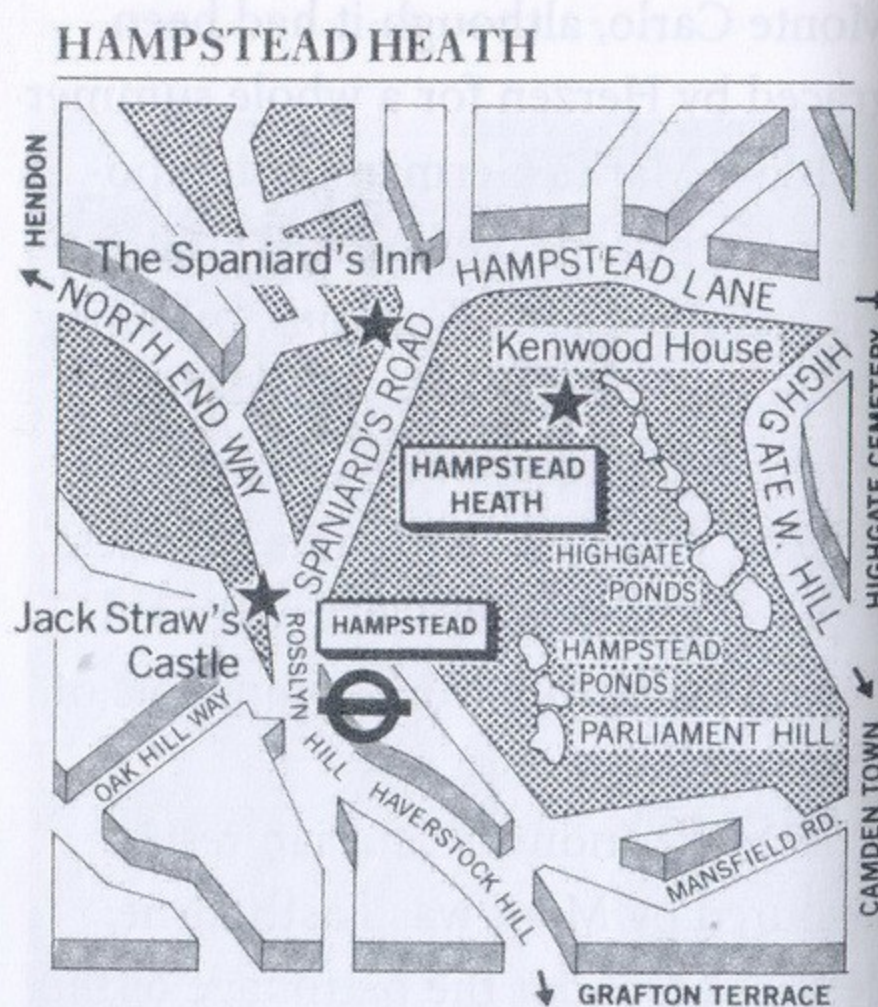 HAMPSTEAD HEATH
HENDON
The Spaniard's Inn
HAMPSTEAD LANE
NORTH END WAY
SPANIARD'S ROAD
Kenwood House
HIGHGATE W. HILL
HIGHGATE CEMETERY
HAMPSTEAD
HEATH
HIGHGATE
PONDS
Jack Straw's
Castle
ROSSLYN
HILL
HAMPSTEAD
HAMPSTEAD
PONDS
PARLIAMENT HILL
OAK HILL WAY
HAVERSTOCK HILL
MANSFIELD RD.
CAMDEN TOWN
GRAFTON TERRACE